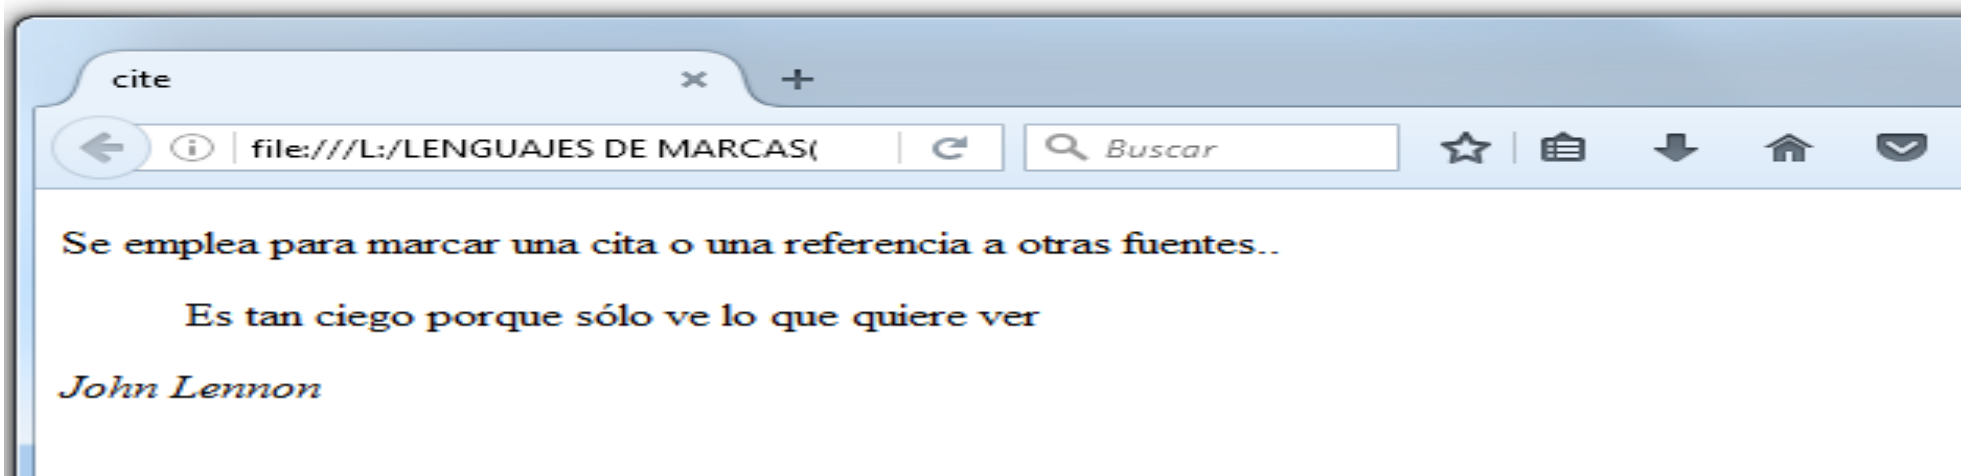 cite
file:///L:/LENGUAJES DE MARCAS(
Buscar
Se emplea para marcar una cita o una referencia a otras fuentes..
Es tan ciego porque sólo ve lo que quiere ver
John Lennon